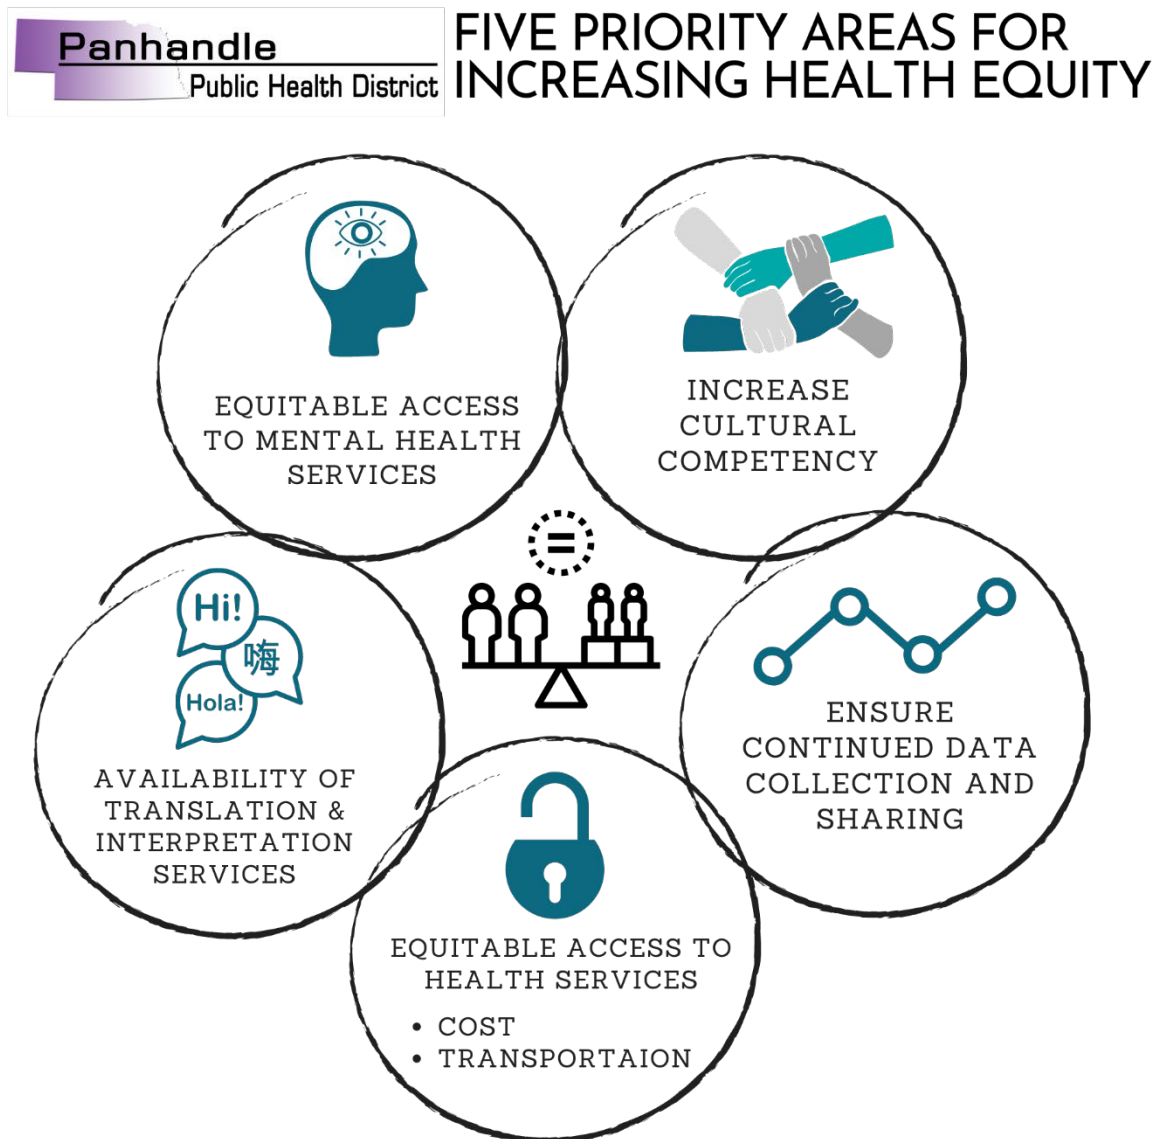 Panhandle
Public Health District
FIVE PRIORITY AREAS FOR
INCREASING HEALTH EQUITY
EQUITABLE ACCESS
TO MENTAL HEALTH
SERVICES
INCREASE
CULTURAL
COMPETENCY
=
Hi!
嗨
Hola!
AVAILABILITY OF
TRANSLATION &
INTERPRETATION
SERVICES
ENSURE
CONTINUED DATA
COLLECTION AND
SHARING
EQUITABLE ACCESS TO
HEALTH SERVICES
• COST
• TRANSPORTAION